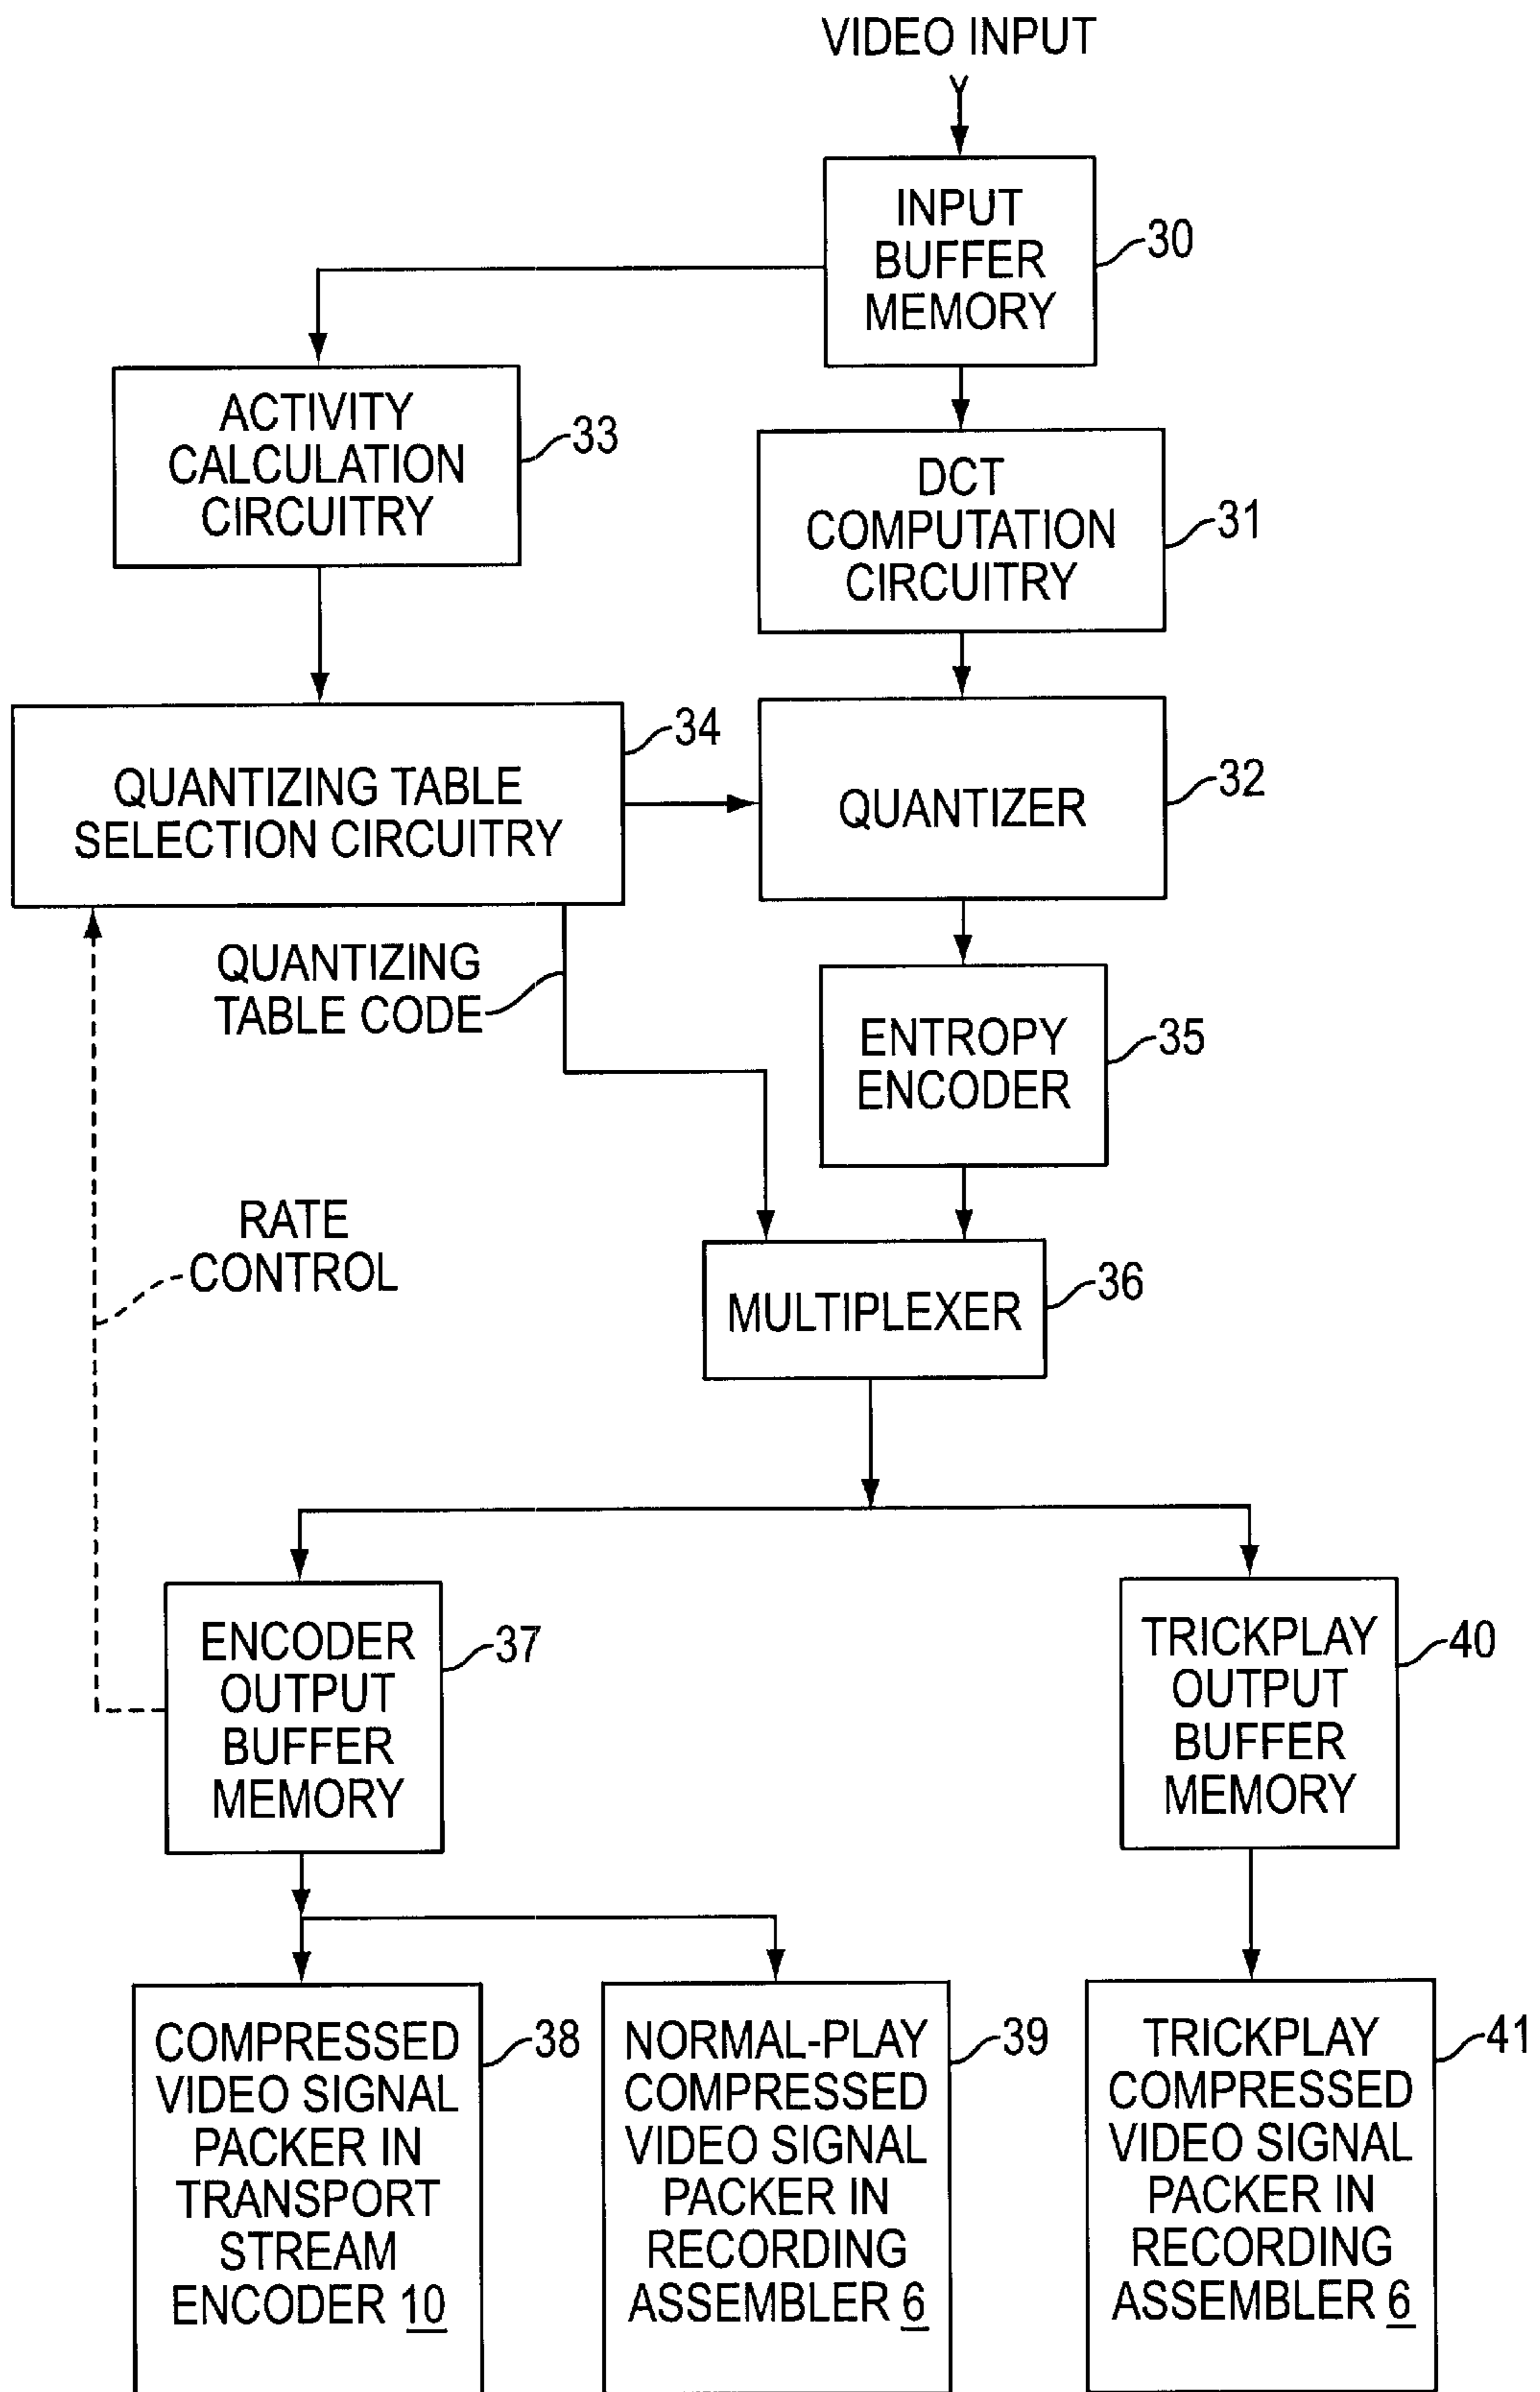 VIDEO INPUT
INPUT
BUFFER
MEMORY
30
ACTIVITY
CALCULATION
CIRCUITRY
33
DCT
COMPUTATION
CIRCUITRY
31
QUANTIZING TABLE
SELECTION CIRCUITRY
34
QUANTIZER
32
QUANTIZING
TABLE CODE
ENTROPY
ENCODER
35
RATE
CONTROL
MULTIPLEXER
36
ENCODER
OUTPUT
BUFFER
MEMORY
37
TRICKPLAY
OUTPUT
BUFFER
MEMORY
40
COMPRESSED
VIDEO SIGNAL
PACKER IN
TRANSPORT
STREAM
ENCODER 10
38
NORMAL-PLAY
COMPRESSED
VIDEO SIGNAL
PACKER IN
RECORDING
ASSEMBLER 6
39
TRICKPLAY
COMPRESSED
VIDEO SIGNAL
PACKER IN
RECORDING
ASSEMBLER 6
41